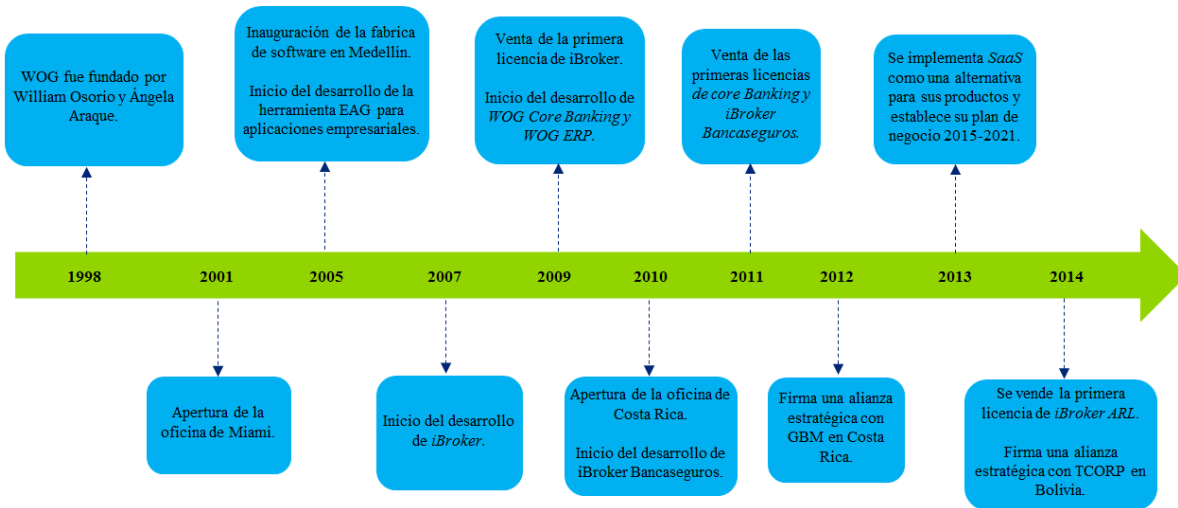 WOG fue fundado por
William Osorio y Ángela
Araque.
Inauguración de la fabrica
de software en Medellín.
Inicio del desarrollo de la
herramienta EAG para
aplicaciones empresariales.
Venta de la primera
licencia de iBroker.
Inicio del desarrollo de
WOG Core Banking y
WOG ERP.
Venta de las
primeras licencias
de core Banking y
iBroker
Bancaseguros.
Se implementa SaaS
como una alternativa
para sus productos y
establece su plan de
negocio 2015-2021.
1998
2001
2005
2007
2009
2010
2011
2012
2013
2014
Apertura de la
oficina de Miami.
Inicio del desarrollo
de iBroker.
Apertura de la oficina de
Costa Rica.
Inicio del desarrollo de
iBroker Bancaseguros.
Firma una alianza
estratégica con
GBM en Costa
Rica.
Se vende la primera
licencia de iBroker ARL.
Firma una alianza
estratégica con TCORP en
Bolivia.